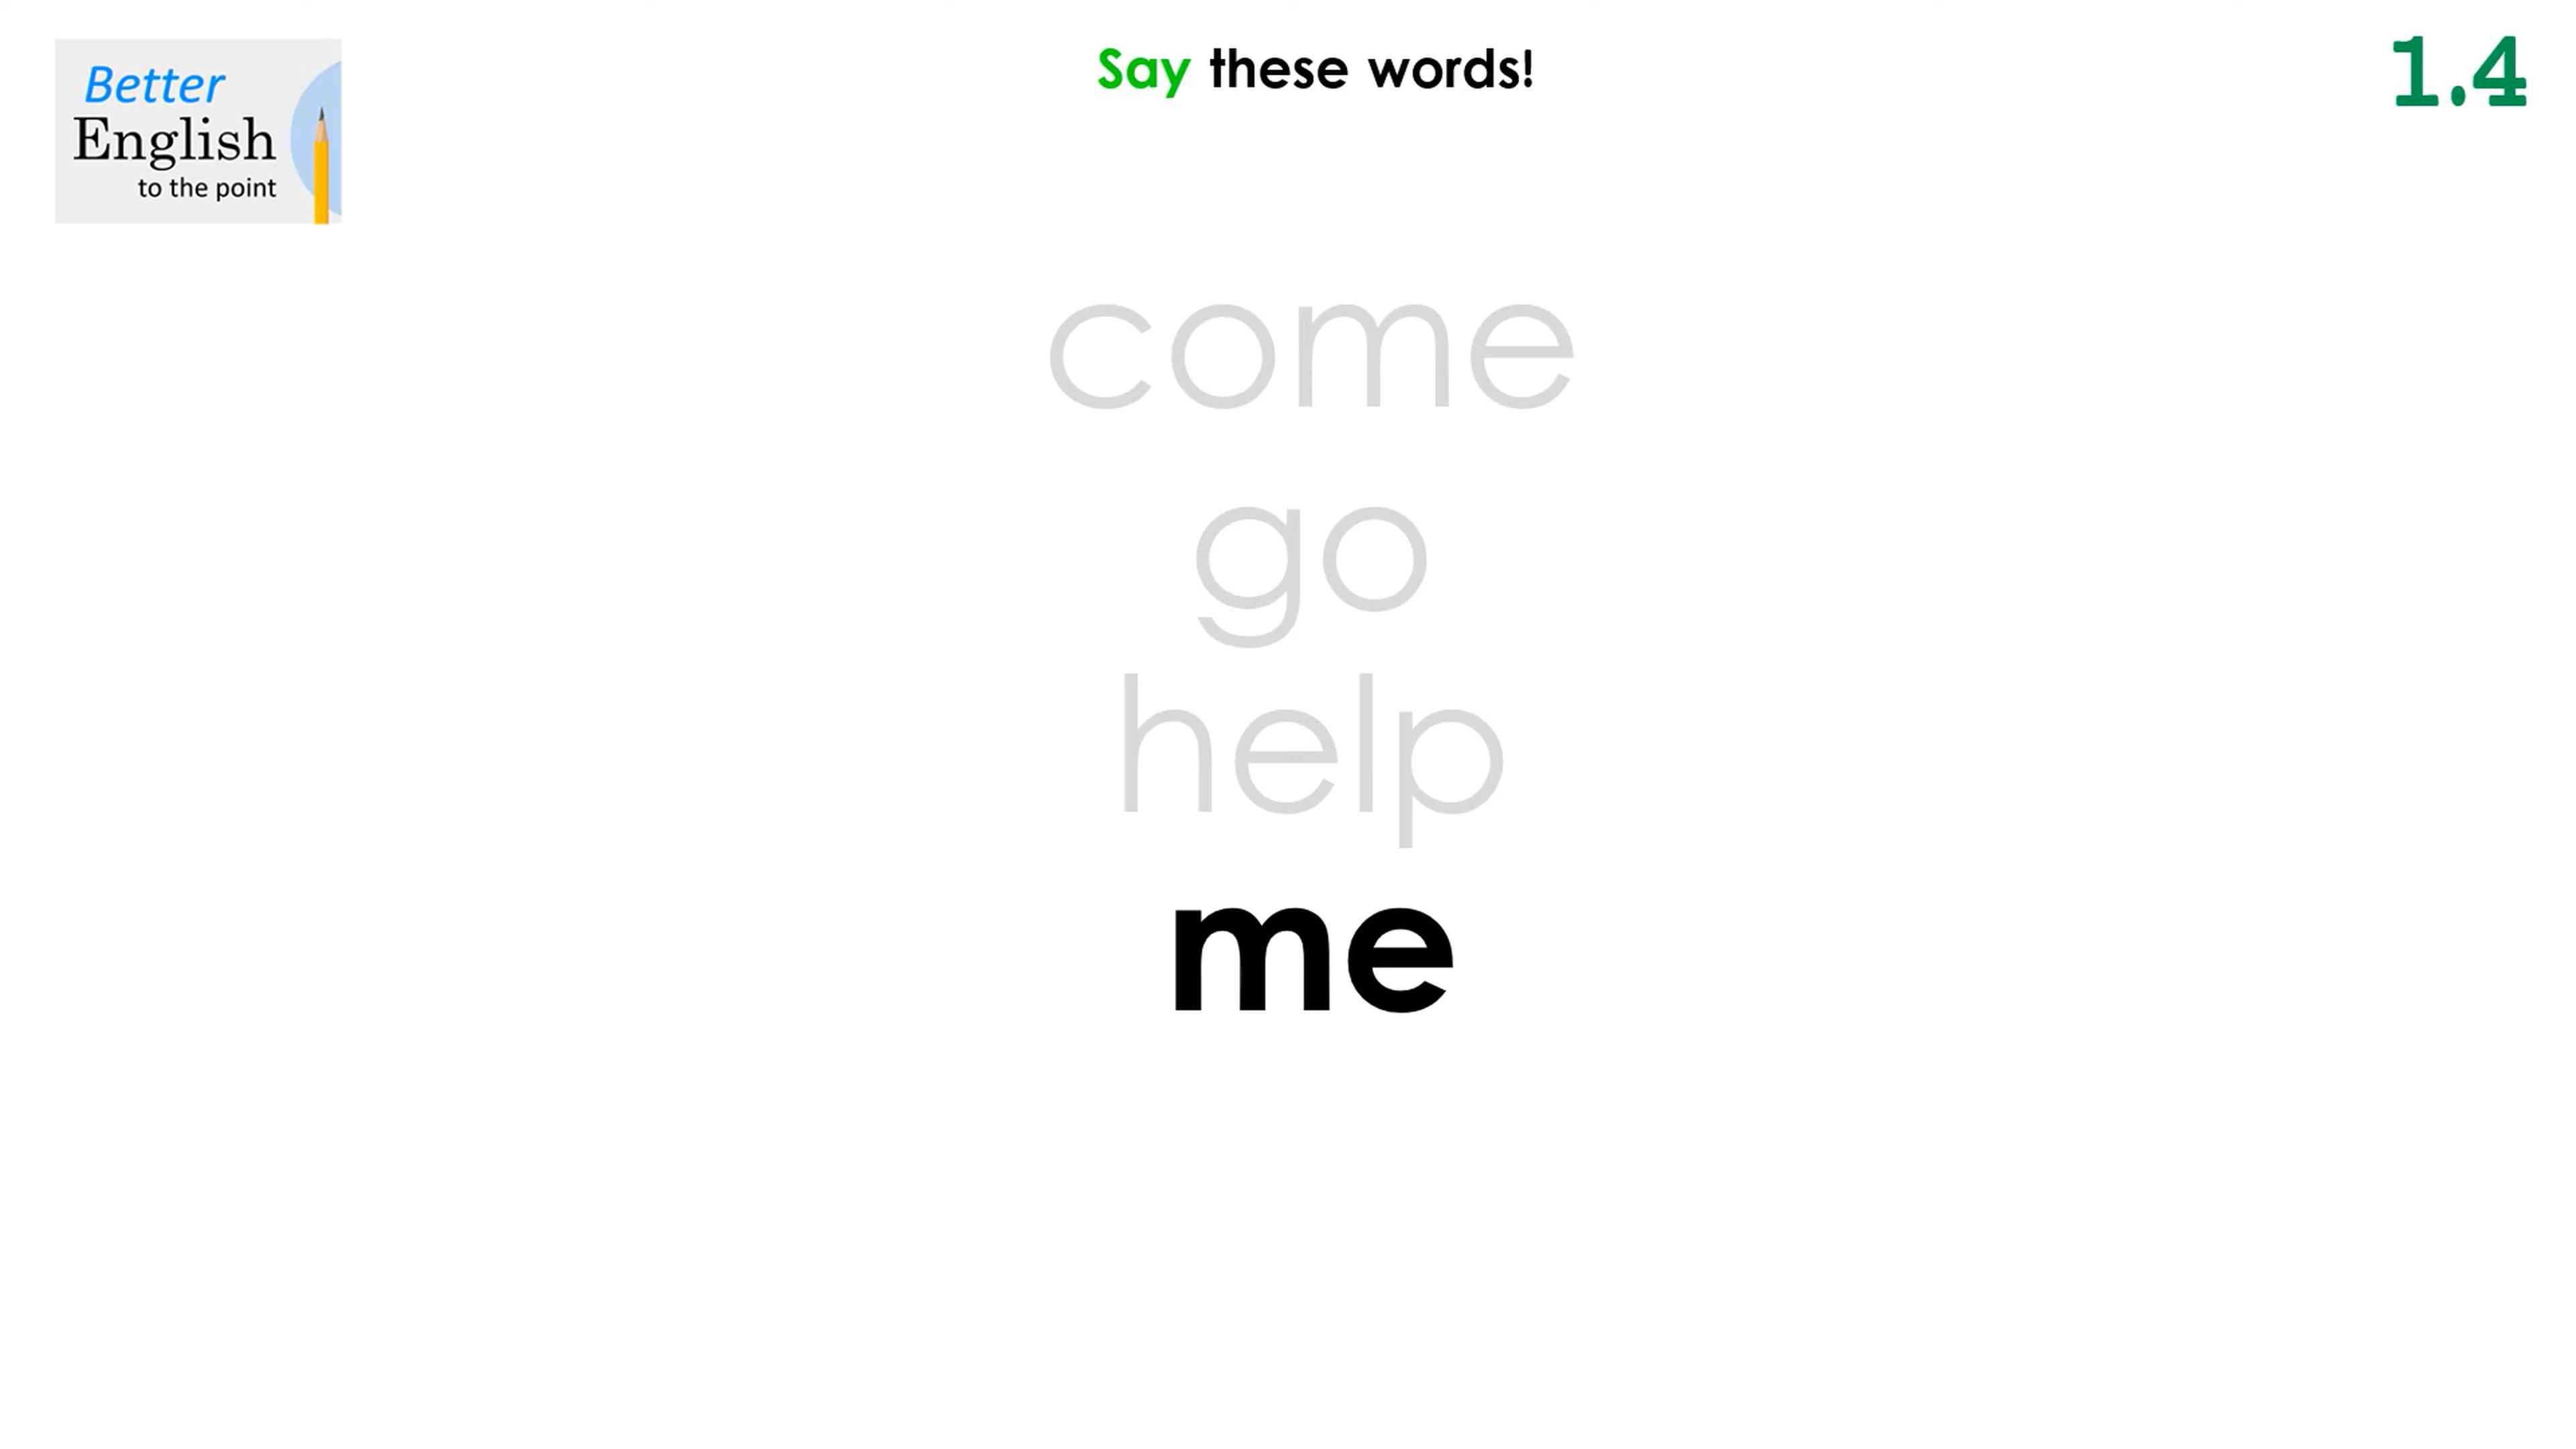 Better
English
to the point
Say these words!
1.4
come
go
help
me